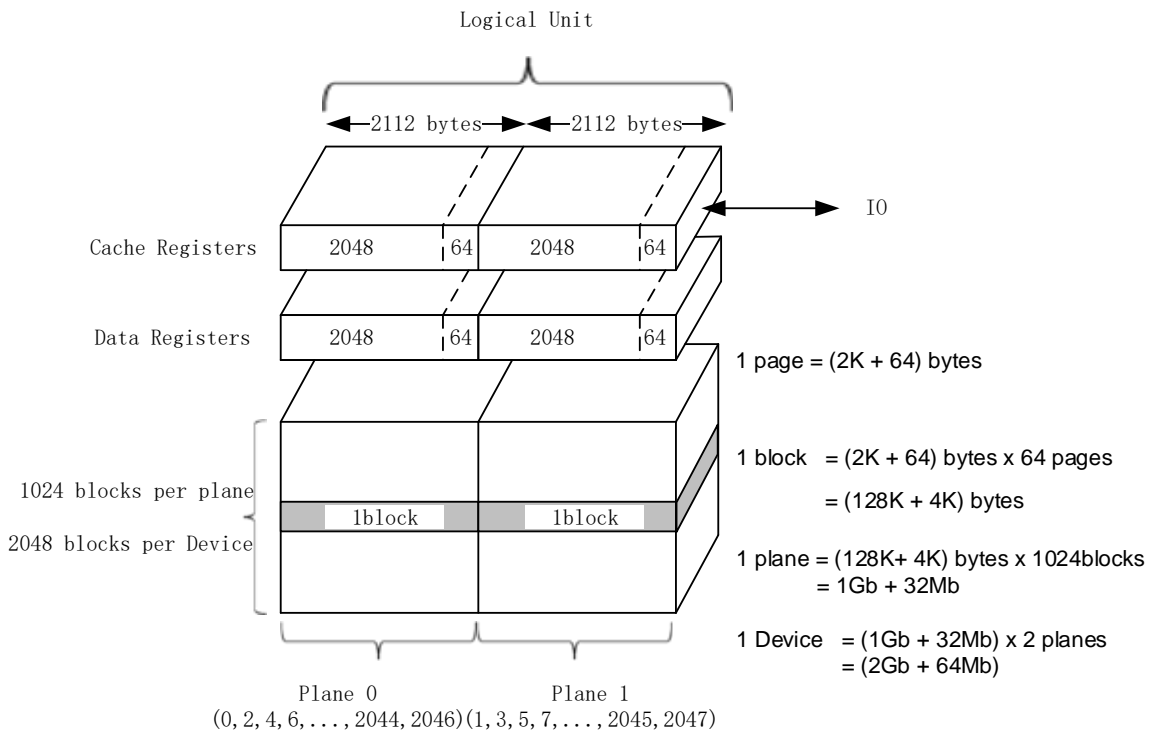 Logical Unit
2112 bytes 2112 bytes
IO
Cache Registers 2048 64 2048 64
Data Registers 2048 64 2048 64
1 page = (2K + 64) bytes
1 block = (2K + 64) bytes x 64 pages
= (128K + 4K) bytes
1024 blocks per plane
1block 1block
2048 blocks per Device
1 plane = (128K+ 4K) bytes x 1024blocks
= 1Gb + 32Mb
1 Device = (1Gb + 32Mb) x 2 planes
= (2Gb + 64Mb)
Plane 0 Plane 1
(0,2,4,6,...,2044,2046)(1,3,5,7,...,2045,2047)